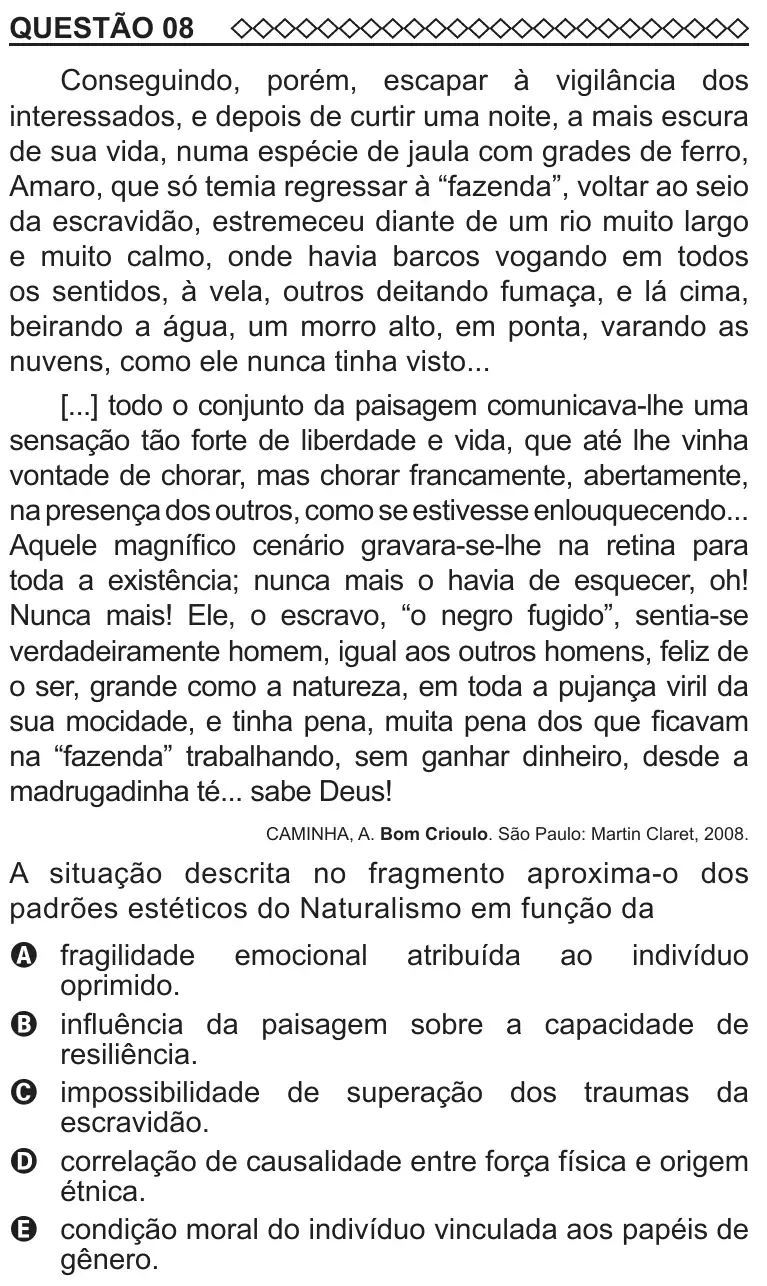 QUESTÃO 08
Conseguindo, porém, escapar à vigilância dos
interessados, e depois de curtir uma noite, a mais escura
de sua vida, numa espécie de jaula com grades de ferro,
Amaro, que só temia regressar à “fazenda”, voltar ao seio
da escravidão, estremeceu diante de um rio muito largo
e muito calmo, onde havia barcos vogando em todos
os sentidos, à vela, outros deitando fumaça, e lá cima,
beirando a água, um morro alto, em ponta, varando as
nuvens, como ele nunca tinha visto...
[...] todo o conjunto da paisagem comunicava-lhe uma
sensação tão forte de liberdade e vida, que até lhe vinha
vontade de chorar, mas chorar francamente, abertamente,
na presença dos outros, como se estivesse enlouquecendo...
Aquele magnífico cenário gravara-se-lhe na retina para
toda a existência; nunca mais o havia de esquecer, oh!
Nunca mais! Ele, o escravo, “o negro fugido”, sentia-se
verdadeiramente homem, igual aos outros homens, feliz de
o ser, grande como a natureza, em toda a pujança viril da
sua mocidade, e tinha pena, muita pena dos que ficavam
na “fazenda” trabalhando, sem ganhar dinheiro, desde a
madrugadinha té... sabe Deus!
CAMINHA, A. Bom Crioulo. São Paulo: Martin Claret, 2008.
A situação descrita no fragmento aproxima-o dos
padrões estéticos do Naturalismo em função da
A fragilidade emocional atribuída ao indivíduo
oprimido.
B influência da paisagem sobre a capacidade de
resiliência.
C impossibilidade de superação dos traumas da
escravidão.
D correlação de causalidade entre força física e origem
étnica.
E condição moral do indivíduo vinculada aos papéis de
gênero.